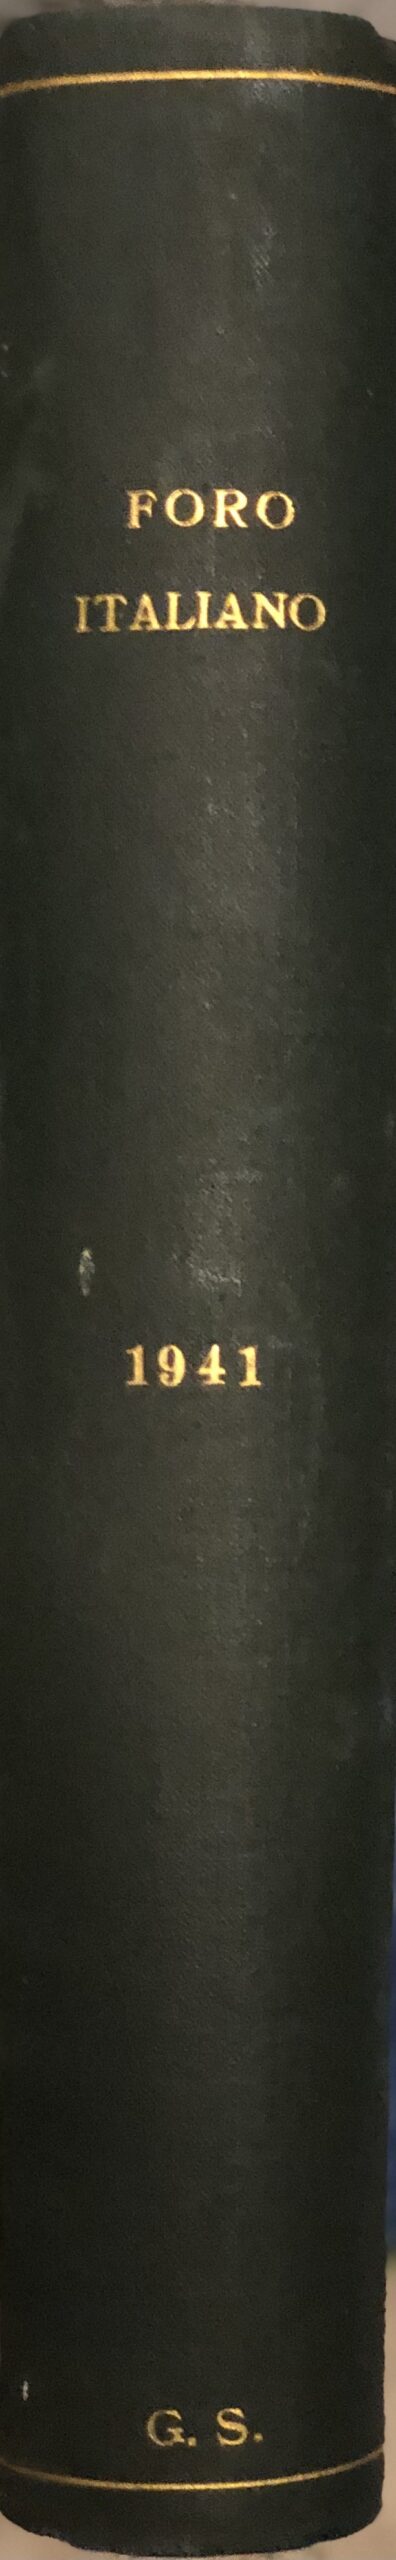 FORO
ITALIANO
1941
G. S.